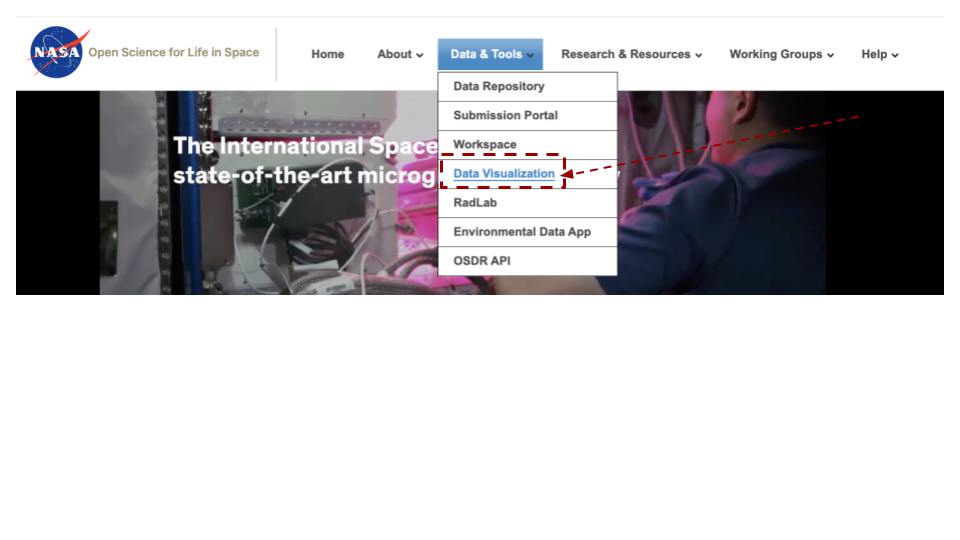 NASA
Open Science for Life in Space
Home
About
Data & Tools
Research & Resources
Working Groups
Help
Data Repository
Submission Portal
Workspace
Data Visualization
RadLab
Environmental Data App
OSDR API
The International Space
state-of-the-art microg